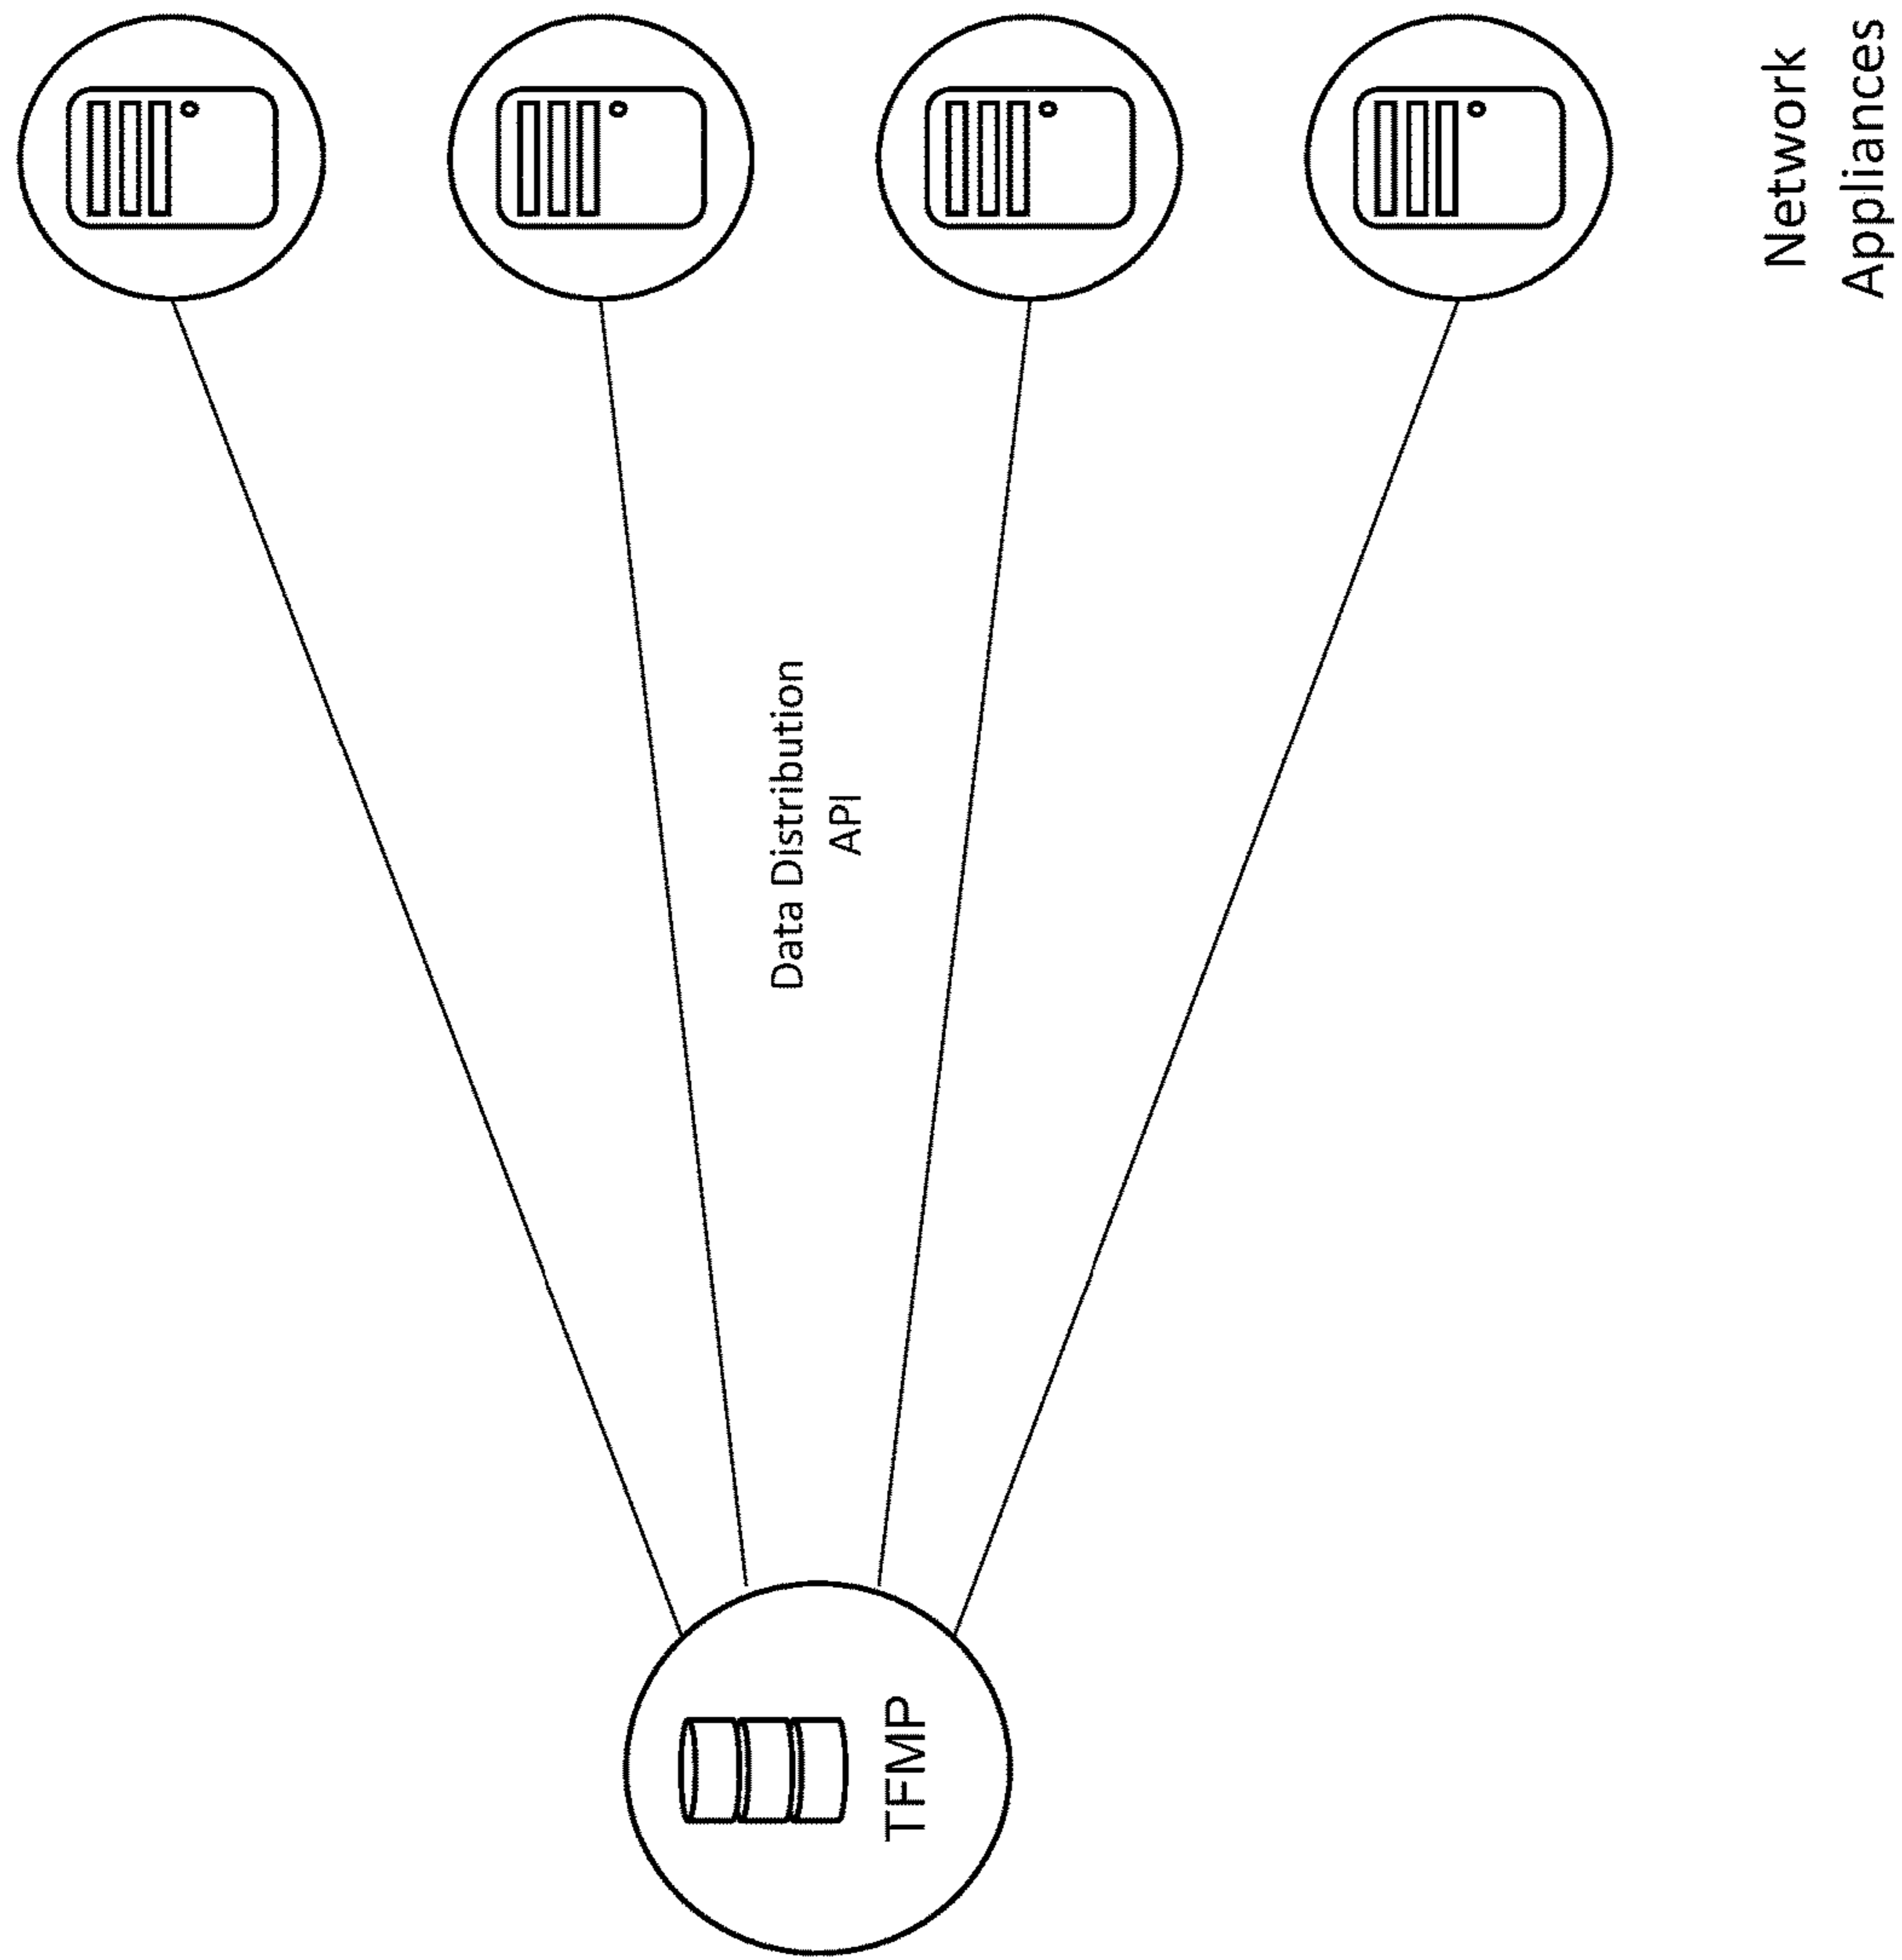 TFMP
Data Distribution
API
Network
Appliances